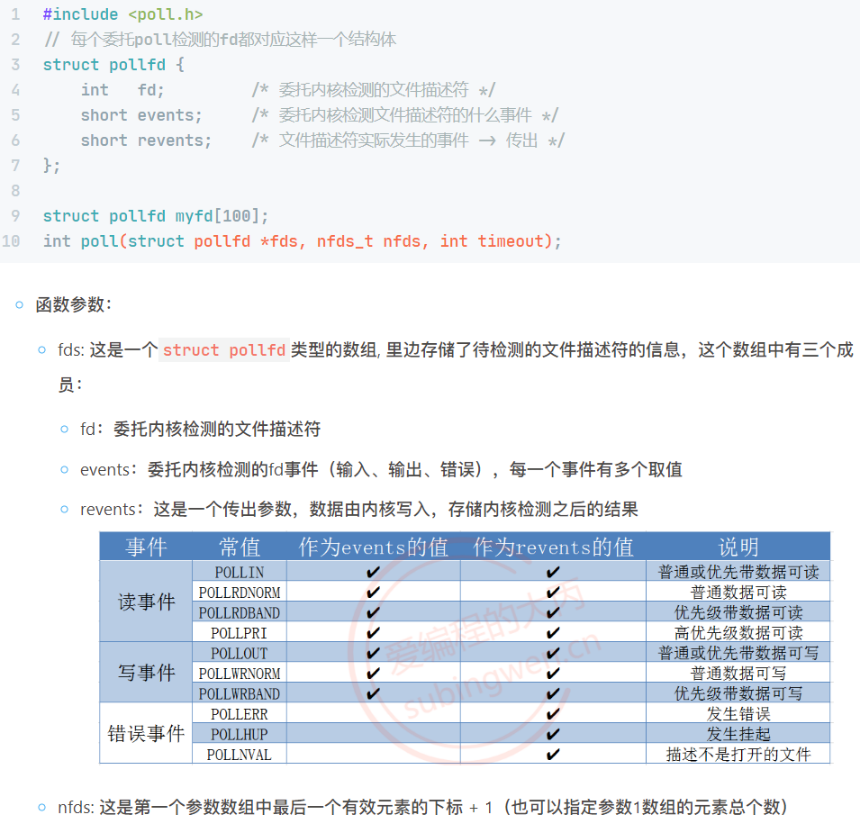 1 #include <poll.h>
2 // 每个委托poll检测的fd都对应这样一个结构体
3 struct pollfd {
4     int   fd;         /* 委托内核检测的文件描述符 */
5     short events;     /* 委托内核检测文件描述符的什么事件 */
6     short revents;    /* 文件描述符实际发生的事件 -> 传出 */
7 };
8
9 struct pollfd myfd[100];
10 int poll(struct pollfd *fds, nfds_t nfds, int timeout);
函数参数：
fds: 这是一个 struct pollfd 类型的数组, 里边存储了待检测的文件描述符的信息，这个数组中有三个成
员：
fd：委托内核检测的文件描述符
events：委托内核检测的fd事件（输入、输出、错误），每一个事件有多个取值
revents：这是一个传出参数，数据由内核写入，存储内核检测之后的结果
事件 常值 作为events的值 作为revents的值 说明
读事件 POLLIN ✔ ✔ 普通或优先带数据可读
POLLRDNORM ✔ ✔ 普通数据可读
POLLRDBAND ✔ ✔ 优先级带数据可读
POLLPRI ✔ ✔ 高优先级数据可读
写事件 POLLOUT ✔ ✔ 普通或优先带数据可写
POLLWRNORM ✔ ✔ 普通数据可写
POLLWRBAND ✔ ✔ 优先级带数据可写
错误事件 POLLERR ✔ 发生错误
POLLHUP ✔ 发生挂起
POLLNVAL ✔ 描述不是打开的文件
爱编程的大丙
subingwen.cn
nfds: 这是第一个参数数组中最后一个有效元素的下标 + 1（也可以指定参数1数组的元素总个数）